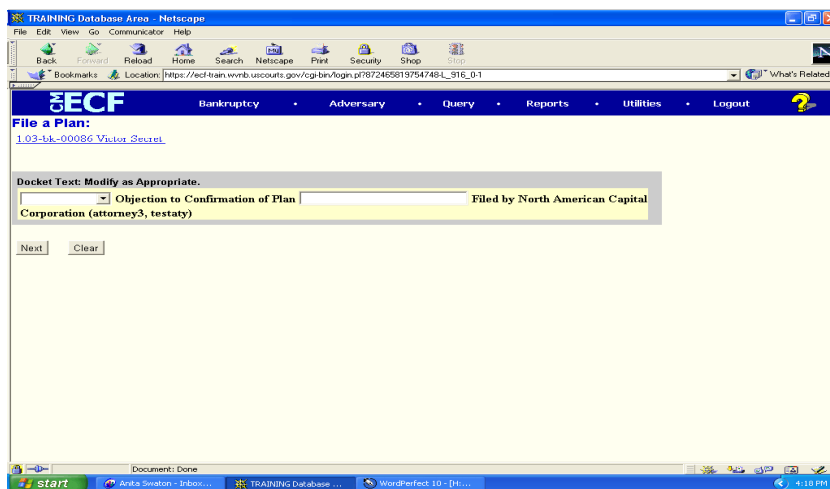 TRAINING Database Area - Netscape
File Edit View Go Communicator Help
Back Forward Reload Home Search Netscape Print Security Shop Stop
Bookmarks Location: https://ecf-train.wvnb.uscourts.gov/cgi-bin/login.pl?872465819754748-L_916_0-1 What's Related
CM ECF Bankruptcy • Adversary • Query • Reports • Utilities • Logout ?
File a Plan:
1:03-bk-00086 Victor Secret
Docket Text: Modify as Appropriate.
Objection to Confirmation of Plan Filed by North American Capital
Corporation (attorney3, testaty)
Next Clear
Document: Done
start Anita Swaton - Inbox... TRAINING Database ... WordPerfect 10 - [H:... 4:18 PM